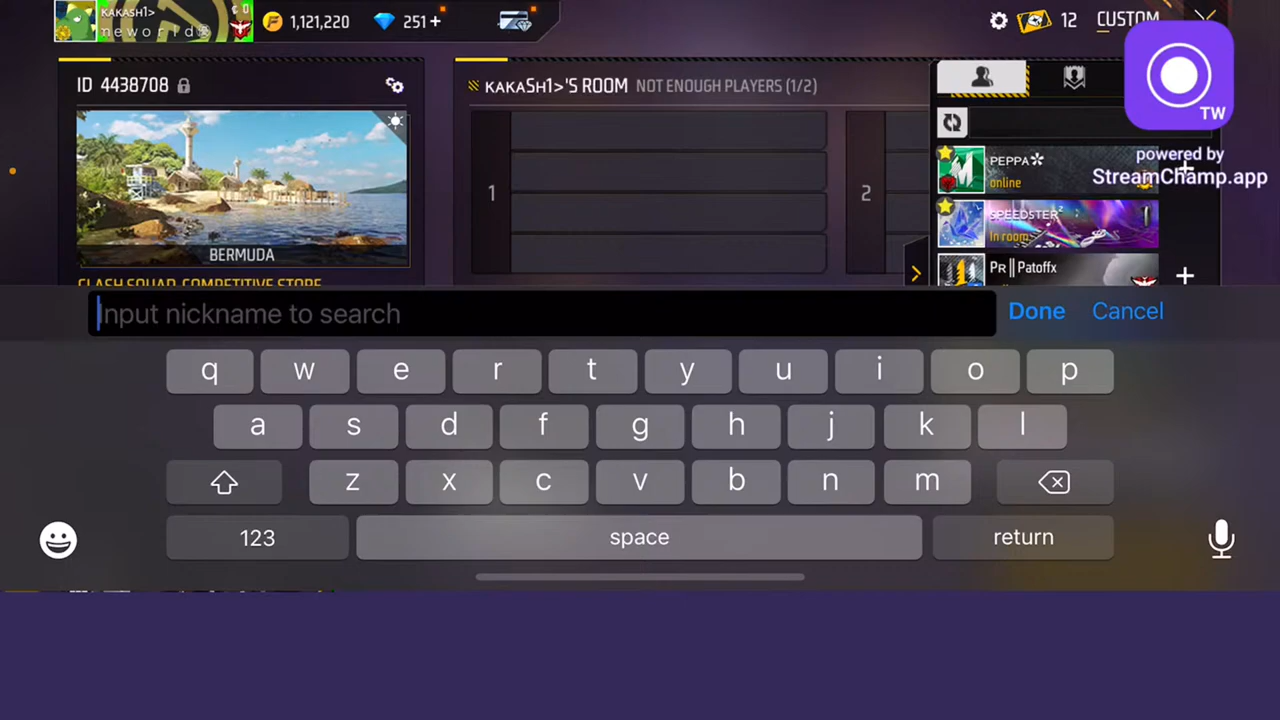 KAKASH1>
neworld
1,121,220
251 +
12
CUSTOM
TW
powered by
StreamChamp.app
ID 4438708
KAKASH1>'S ROOM NOT ENOUGH PLAYERS (1/2)
1
2
BERMUDA
CLASH SQUAD, COMPETITIVE STORE
PEPPA✲
online
SPEEDSTER
In room
PR||Patoffx
Input nickname to search
Done
Cancel
q w e r t y u i o p
a s d f g h j k l
z x c v b n m
123
space
return